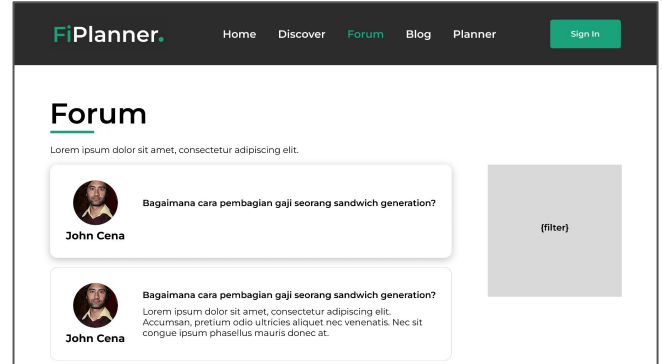 FiPlanner.
Home Discover Forum Blog Planner
Sign In
Forum
Lorem ipsum dolor sit amet, consectetur adipiscing elit.
Bagaimana cara pembagian gaji seorang sandwich generation?
John Cena
{filter}
Bagaimana cara pembagian gaji seorang sandwich generation?
Lorem ipsum dolor sit amet, consectetur adipiscing elit.
Accumsan, pretium odio ultricies aliquet nec venenatis. Nec sit
congue ipsum phasellus mauris donec at.
John Cena